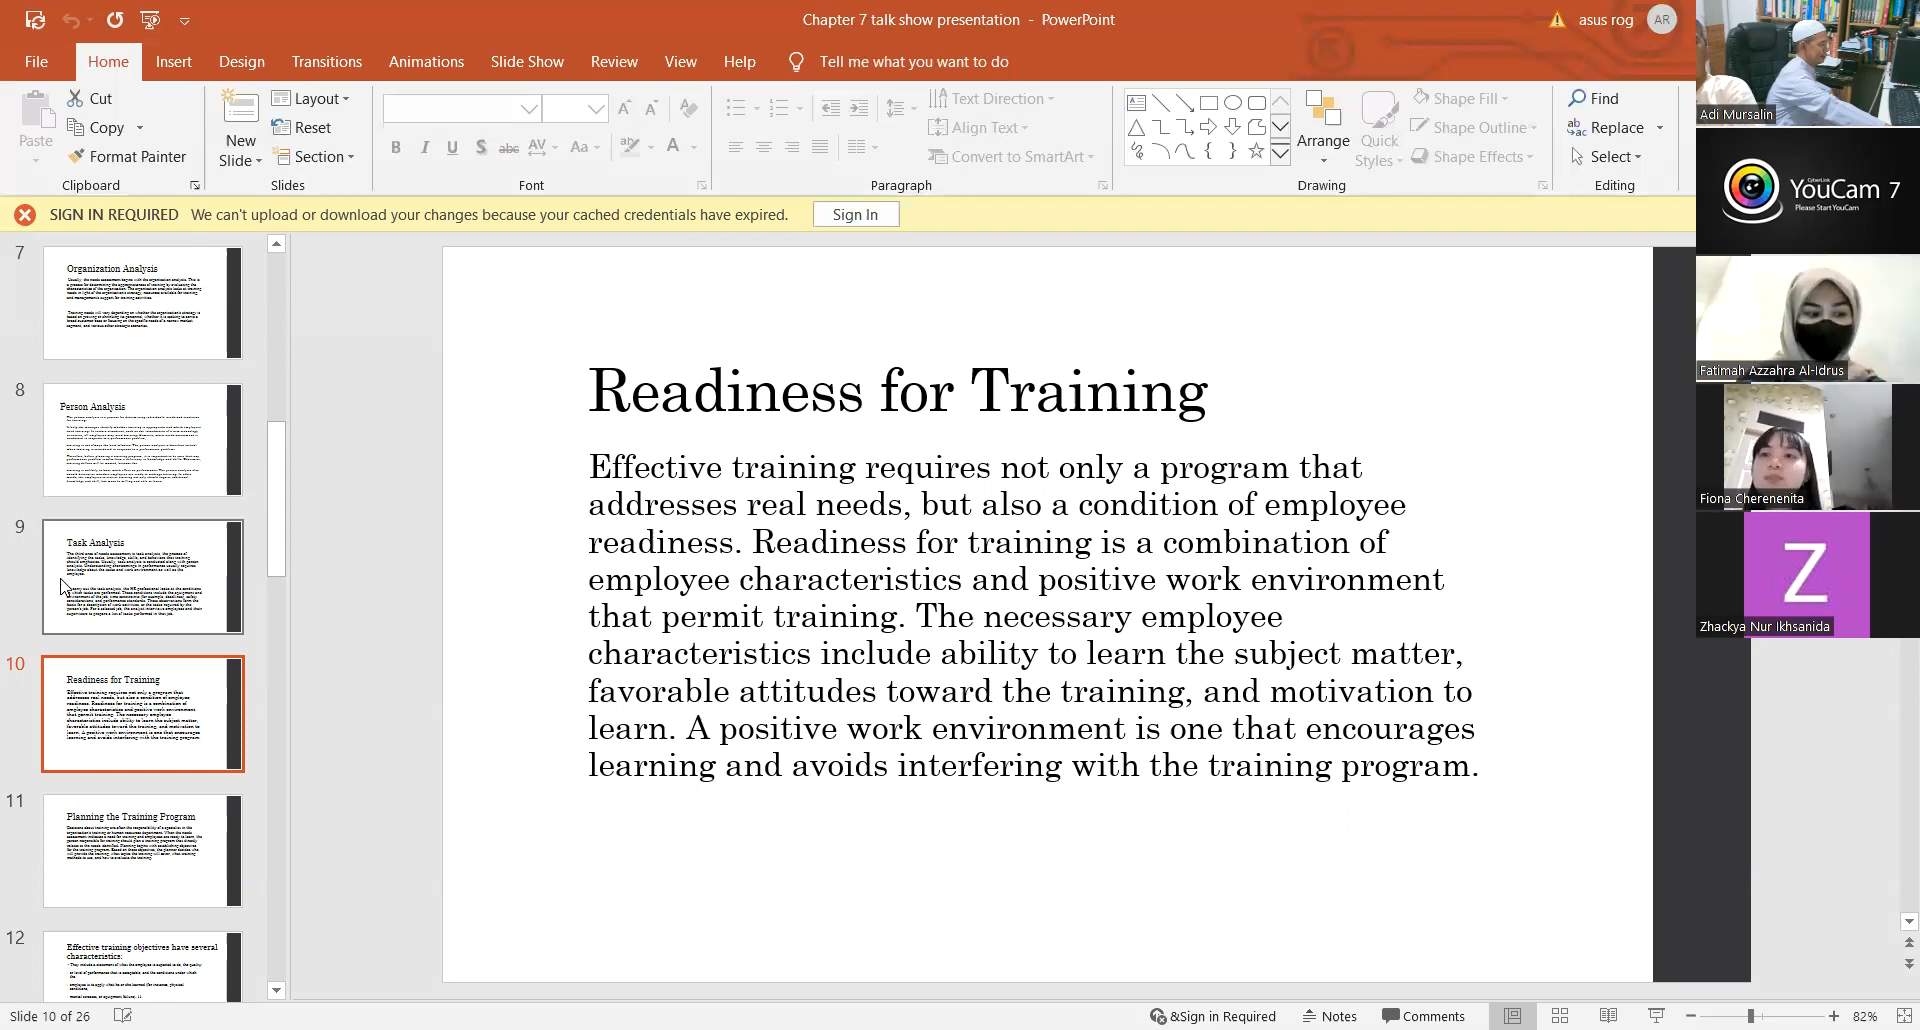 Chapter 7 talk show presentation - PowerPoint
asus rog
AR
File
Home
Insert
Design
Transitions
Animations
Slide Show
Review
View
Help
Tell me what you want to do
Paste
Cut
Copy
Format Painter
Clipboard
New
Slide
Layout
Reset
Section
Slides
Font
Text Direction
Align Text
Convert to SmartArt
Paragraph
Arrange
Quick
Styles
Shape Fill
Shape Outline
Shape Effects
Drawing
Find
Replace
Select
Editing
SIGN IN REQUIRED We can't upload or download your changes because your cached credentials have expired.
Sign In
7
Organization Analysis
8
Person Analysis
9
Task Analysis
10
Readiness for Training
11
Planning the Training Program
12
Effective training objectives have several
characteristics:
Readiness for Training
Effective training requires not only a program that
addresses real needs, but also a condition of employee
readiness. Readiness for training is a combination of
employee characteristics and positive work environment
that permit training. The necessary employee
characteristics include ability to learn the subject matter,
favorable attitudes toward the training, and motivation to
learn. A positive work environment is one that encourages
learning and avoids interfering with the training program.
Adi Mursalin
CyberLink
YouCam 7
Please Start YouCam
Fatimah Azzahra Al-Idrus
Fiona Cherenenita
Z
Zhackya Nur Ikhsanida
Slide 10 of 26
&Sign in Required
Notes
Comments
82%